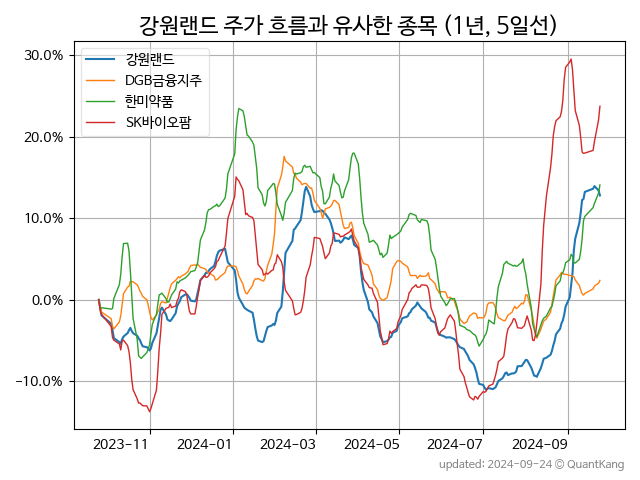 강원랜드 주가 흐름과 유사한 종목 (1년, 5일선)
강원랜드
DGB금융지주
한미약품
SK바이오팜
30.0%
20.0%
10.0%
0.0%
−10.0%
2023-11 2024-01 2024-03 2024-05 2024-07 2024-09
updated: 2024-09-24 © QuantKang